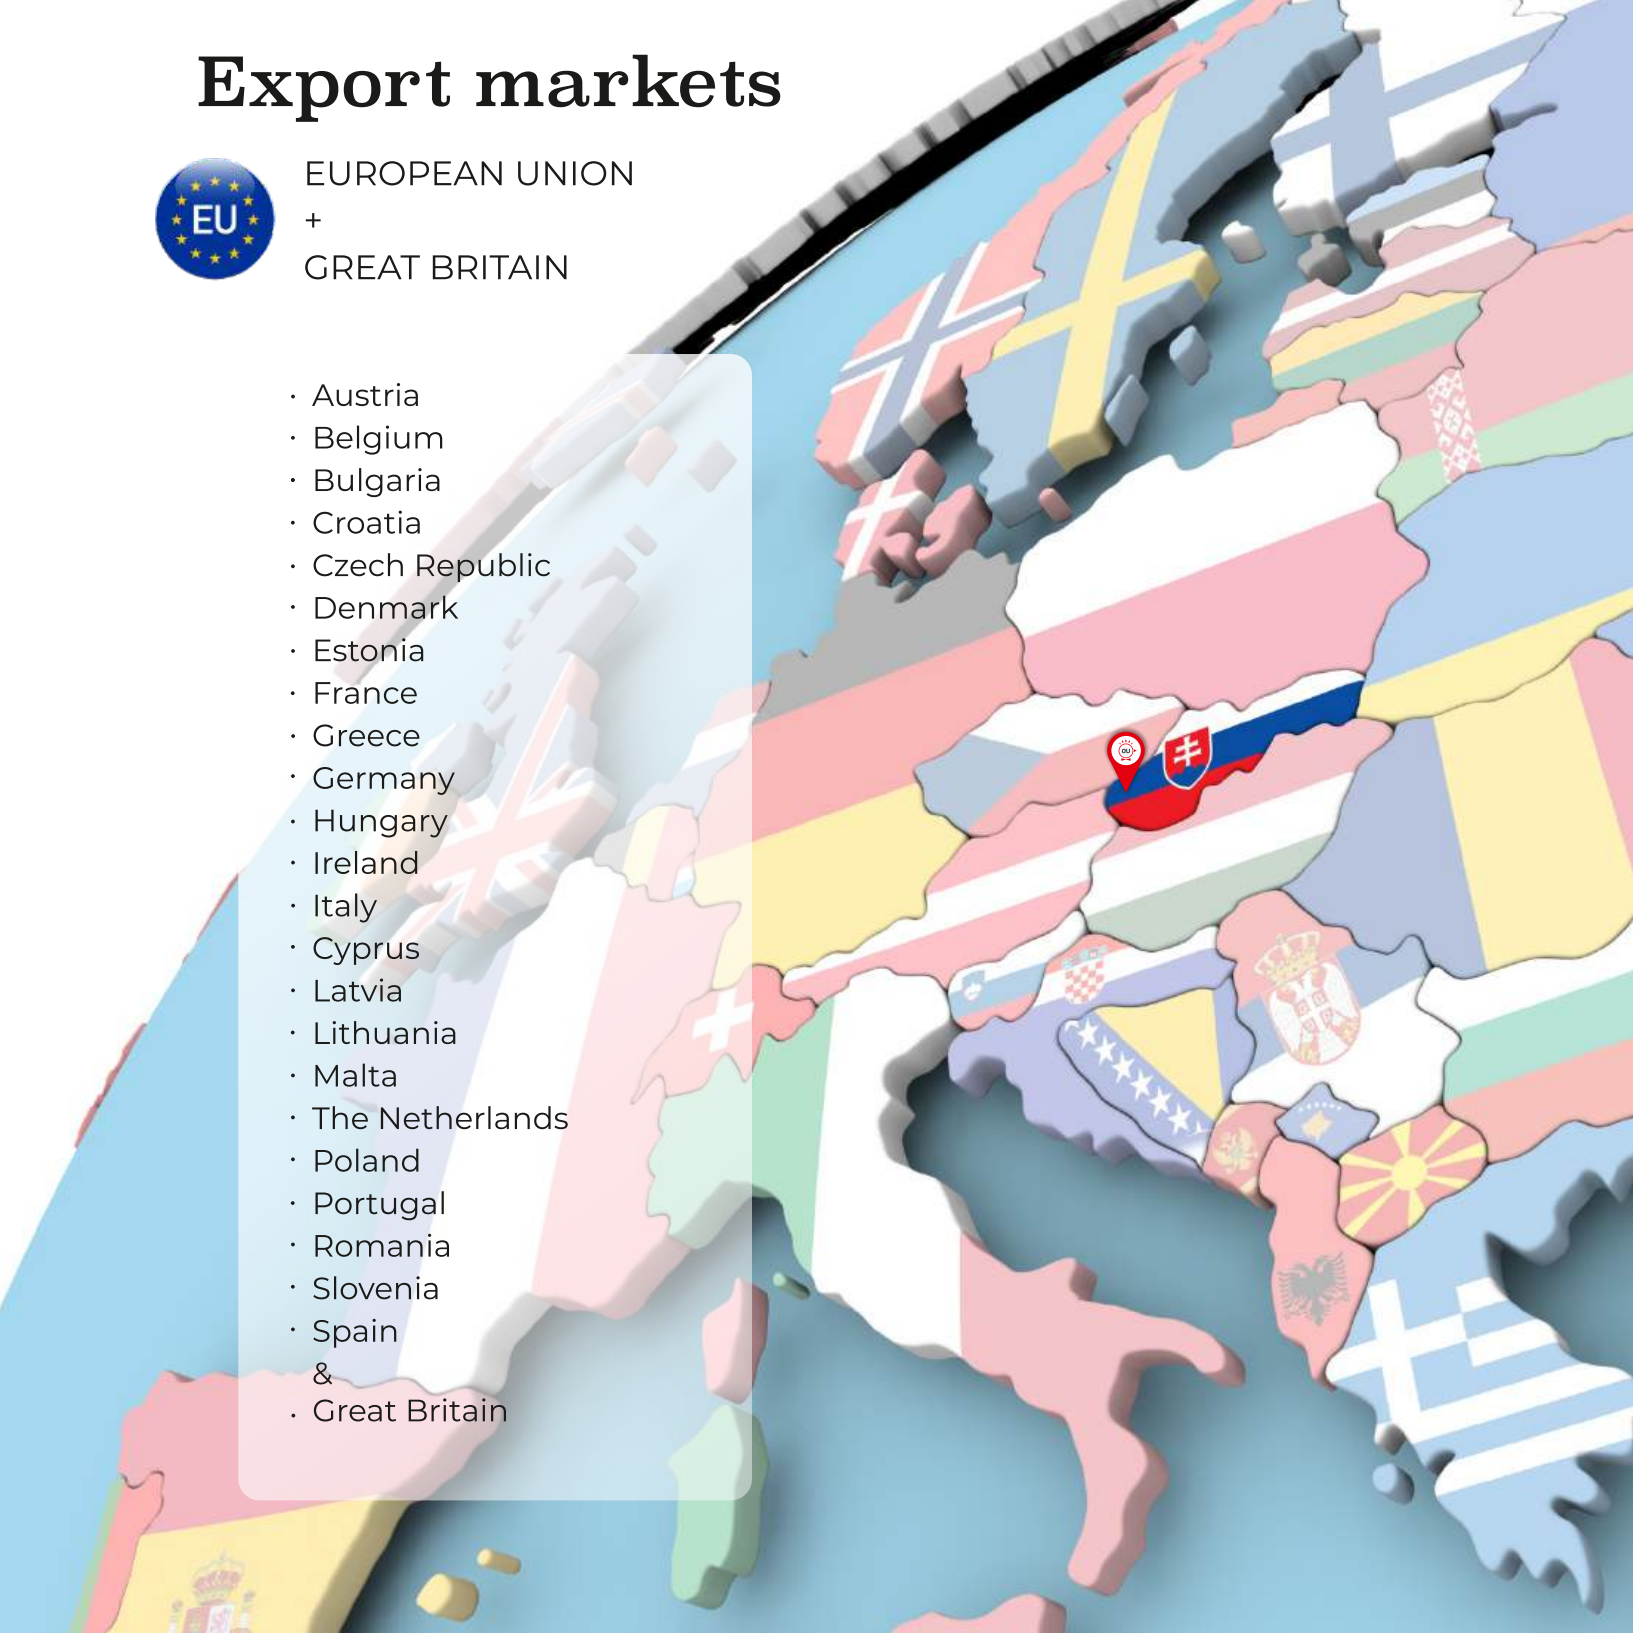 Export markets
EU
EUROPEAN UNION
+
GREAT BRITAIN
· Austria
· Belgium
· Bulgaria
· Croatia
· Czech Republic
· Denmark
· Estonia
· France
· Greece
· Germany
· Hungary
· Ireland
· Italy
· Cyprus
· Latvia
· Lithuania
· Malta
· The Netherlands
· Poland
· Portugal
· Romania
· Slovenia
· Spain
&
· Great Britain